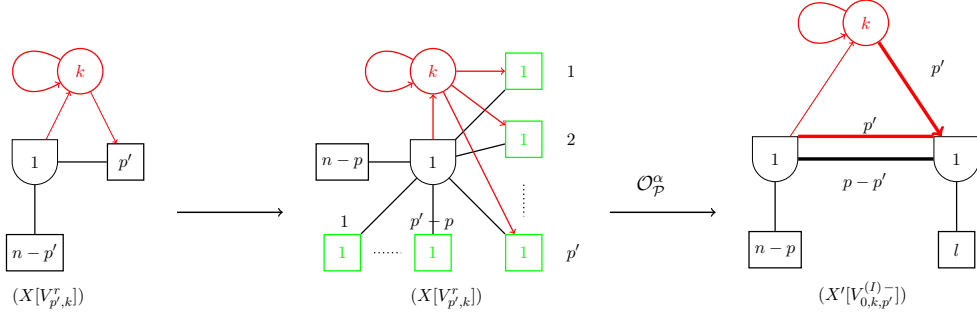 k
1
p′
n − p′
(X[V^r_{p′,k}])
k
1
1
1
2
n − p
1
1
p′ − p
1
1
1
p′
(X[V^r_{p′,k}])
𝒪^α_𝒫
k
p′
p′
1
1
p − p′
n − p
l
(X′[V^{(I)−}_{0,k,p′}])